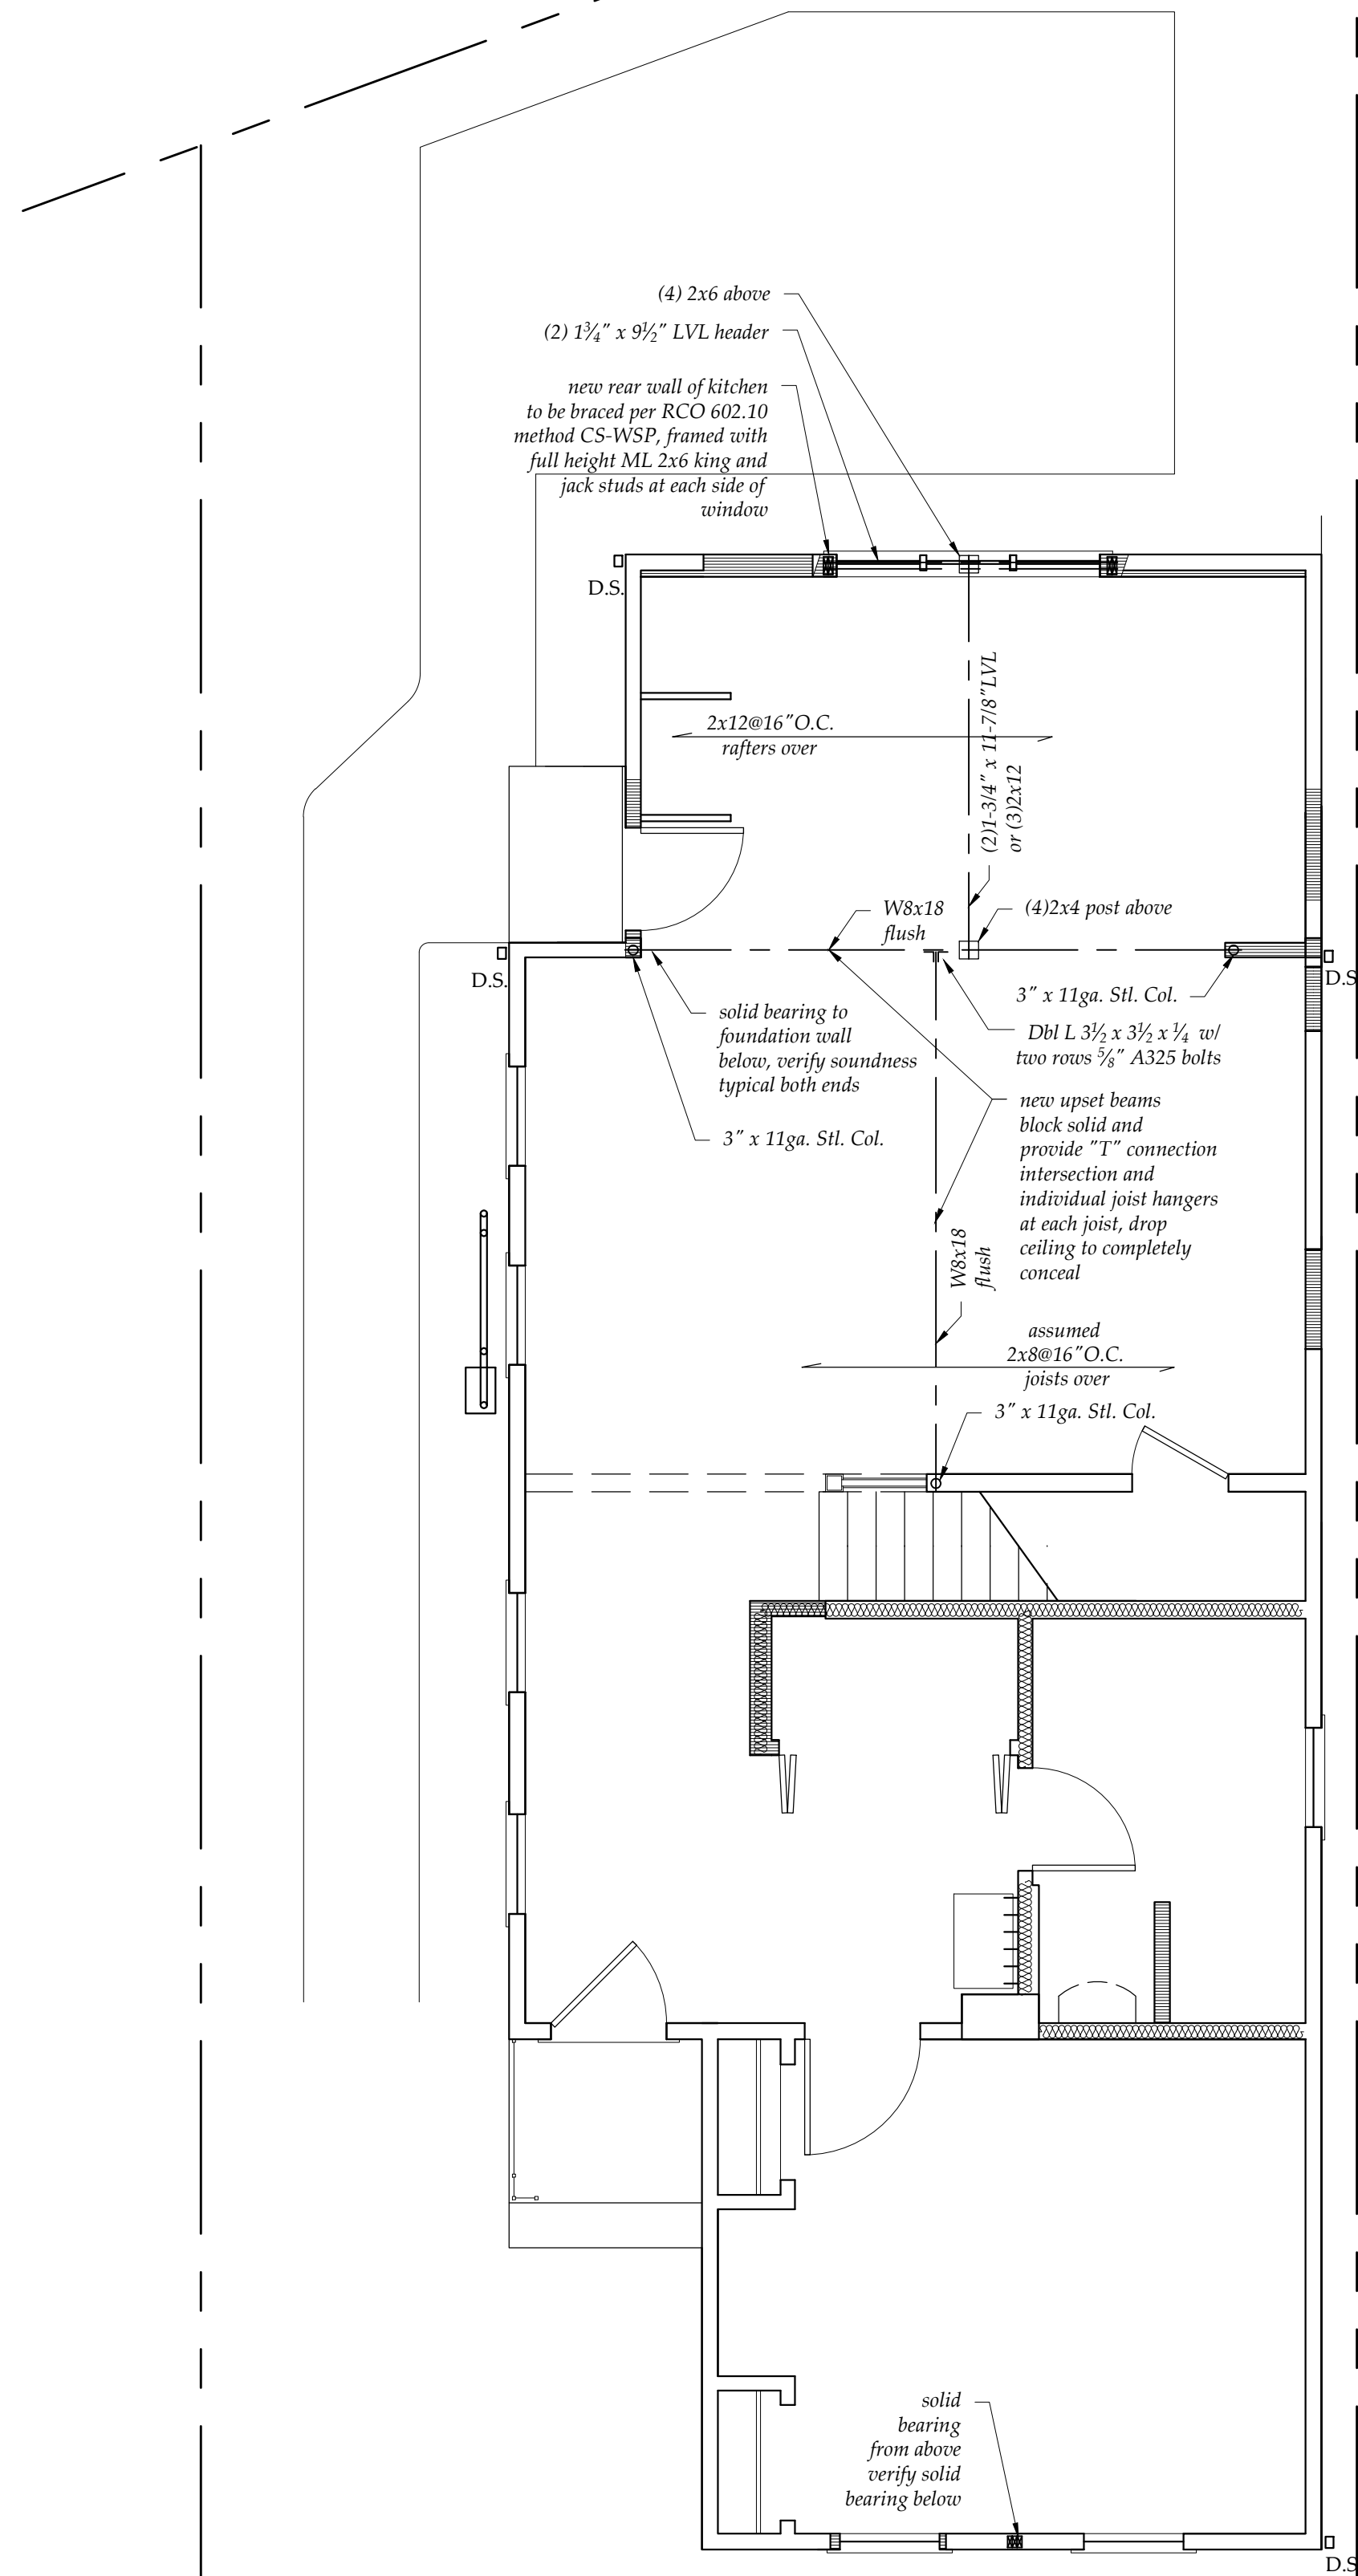 (4) 2x6 above
(2) 1¾" x 9½" LVL header
new rear wall of kitchen
to be braced per RCO 602.10
method CS-WSP, framed with
full height ML 2x6 king and
jack studs at each side of
window
D.S.
(2)1-3/4" x 11-7/8"LVL
or (3)2x12
2x12@16"O.C.
rafters over
W8x18
flush
(4)2x4 post above
D.S.
D.S
3" x 11ga. Stl. Col.
solid bearing to
foundation wall
below, verify soundness
typical both ends
Dbl L 3½ x 3½ x ¼ w/
two rows ⅝" A325 bolts
3" x 11ga. Stl. Col.
new upset beams
block solid and
provide "T" connection
intersection and
individual joist hangers
at each joist, drop
ceiling to completely
conceal
W8x18
flush
assumed
2x8@16"O.C.
joists over
3" x 11ga. Stl. Col.
solid
bearing
from above
verify solid
bearing below
D.S